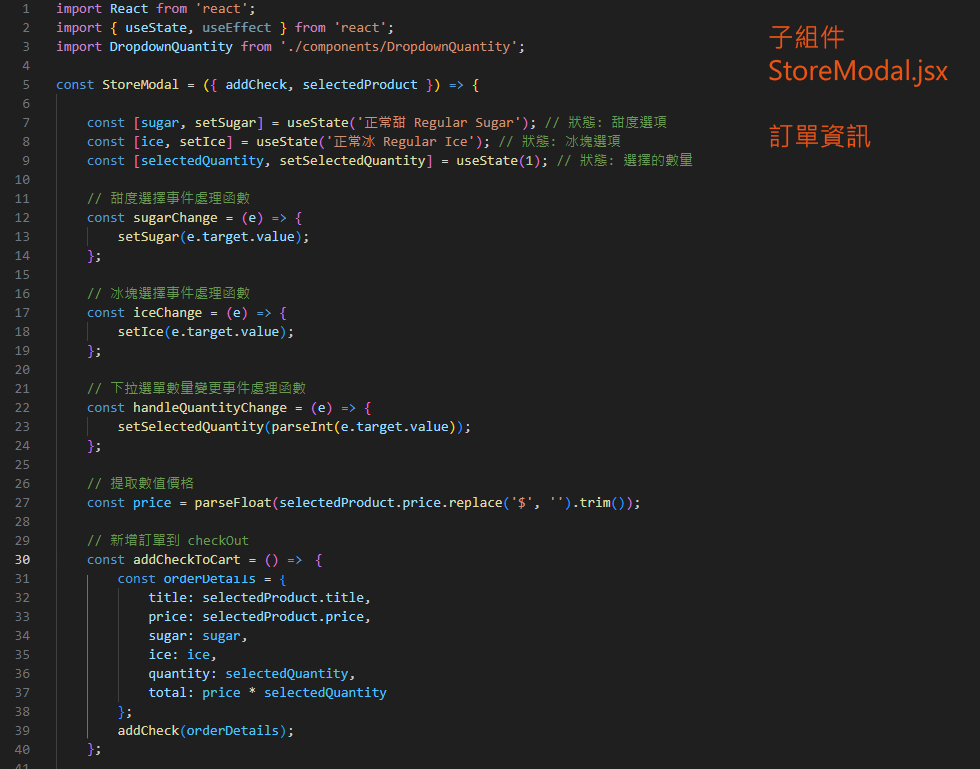 1 import React from 'react';
2 import { useState, useEffect } from 'react';
3 import DropdownQuantity from './components/DropdownQuantity';
4
5 const StoreModal = ({ addCheck, selectedProduct }) => {
6
7 const [sugar, setSugar] = useState('正常甜 Regular Sugar'); // 狀態: 甜度選項
8 const [ice, setIce] = useState('正常冰 Regular Ice'); // 狀態: 冰塊選項
9 const [selectedQuantity, setSelectedQuantity] = useState(1); // 狀態: 選擇的數量
10
11 // 甜度選擇事件處理函數
12 const sugarChange = (e) => {
13 setSugar(e.target.value);
14 };
15
16 // 冰塊選擇事件處理函數
17 const iceChange = (e) => {
18 setIce(e.target.value);
19 };
20
21 // 下拉選單數量變更事件處理函數
22 const handleQuantityChange = (e) => {
23 setSelectedQuantity(parseInt(e.target.value));
24 };
25
26 // 提取數值價格
27 const price = parseFloat(selectedProduct.price.replace('$', '').trim());
28
29 // 新增訂單到 checkOut
30 const addCheckToCart = () => {
31 const orderDetails = {
32 title: selectedProduct.title,
33 price: selectedProduct.price,
34 sugar: sugar,
35 ice: ice,
36 quantity: selectedQuantity,
37 total: price * selectedQuantity
38 };
39 addCheck(orderDetails);
40 };
41
子組件
StoreModal.jsx
訂單資訊